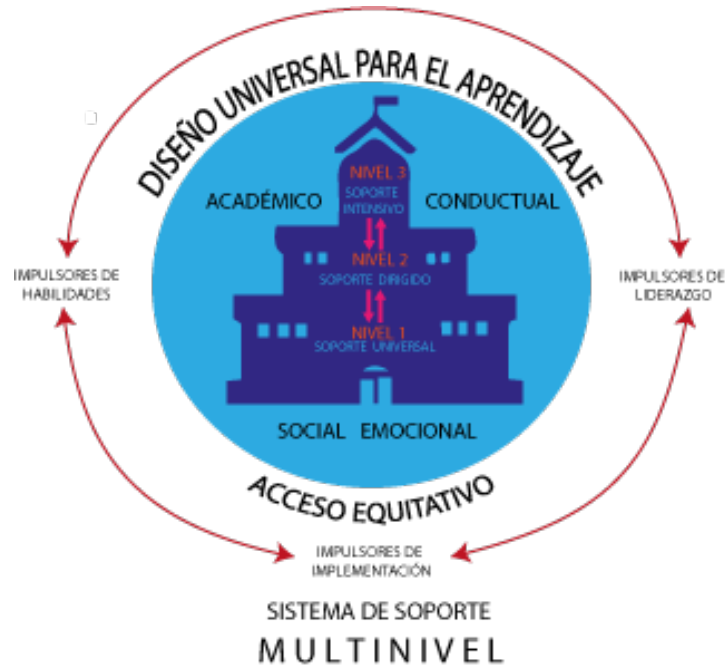 DISEÑO UNIVERSAL PARA EL APRENDIZAJE
NIVEL 3
SOPORTE
INTENSIVO
ACADÉMICO
CONDUCTUAL
NIVEL 2
SOPORTE DIRIGIDO
IMPULSORES DE
HABILIDADES
IMPULSORES DE
LIDERAZGO
NIVEL 1
SOPORTE UNIVERSAL
SOCIAL EMOCIONAL
ACCESO EQUITATIVO
IMPULSORES DE
IMPLEMENTACIÓN
SISTEMA DE SOPORTE
MULTINIVEL